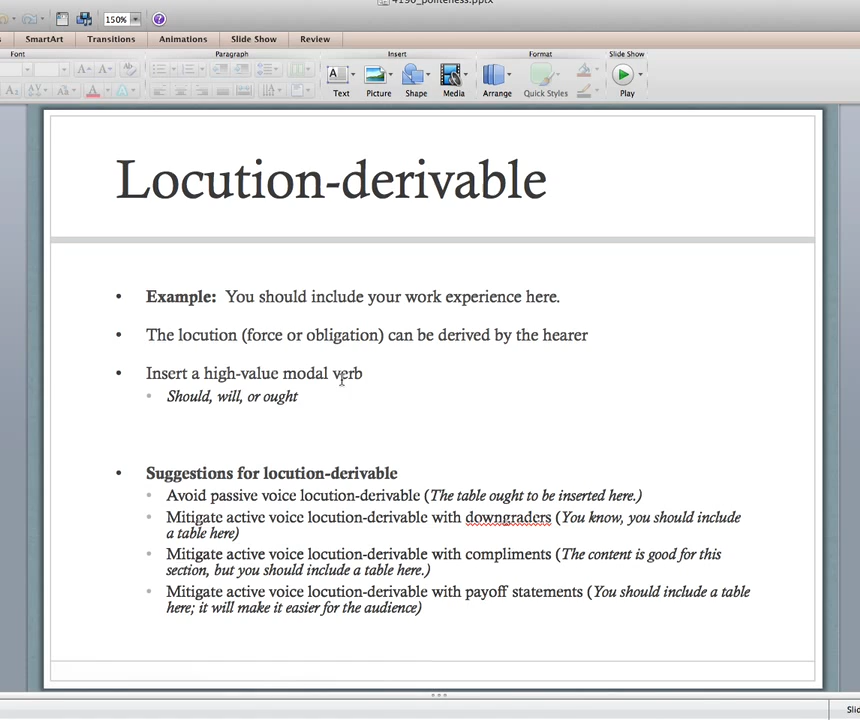 4190_politeness.pptx
150%
SmartArt Transitions Animations Slide Show Review
Font Paragraph Insert Format Slide Show
Text Picture Shape Media Arrange Quick Styles Play
Locution-derivable
• Example: You should include your work experience here.
• The locution (force or obligation) can be derived by the hearer
• Insert a high-value modal verb
• Should, will, or ought
• Suggestions for locution-derivable
• Avoid passive voice locution-derivable (The table ought to be inserted here.)
• Mitigate active voice locution-derivable with downgraders (You know, you should include
a table here)
• Mitigate active voice locution-derivable with compliments (The content is good for this
section, but you should include a table here.)
• Mitigate active voice locution-derivable with payoff statements (You should include a table
here; it will make it easier for the audience)
Slic